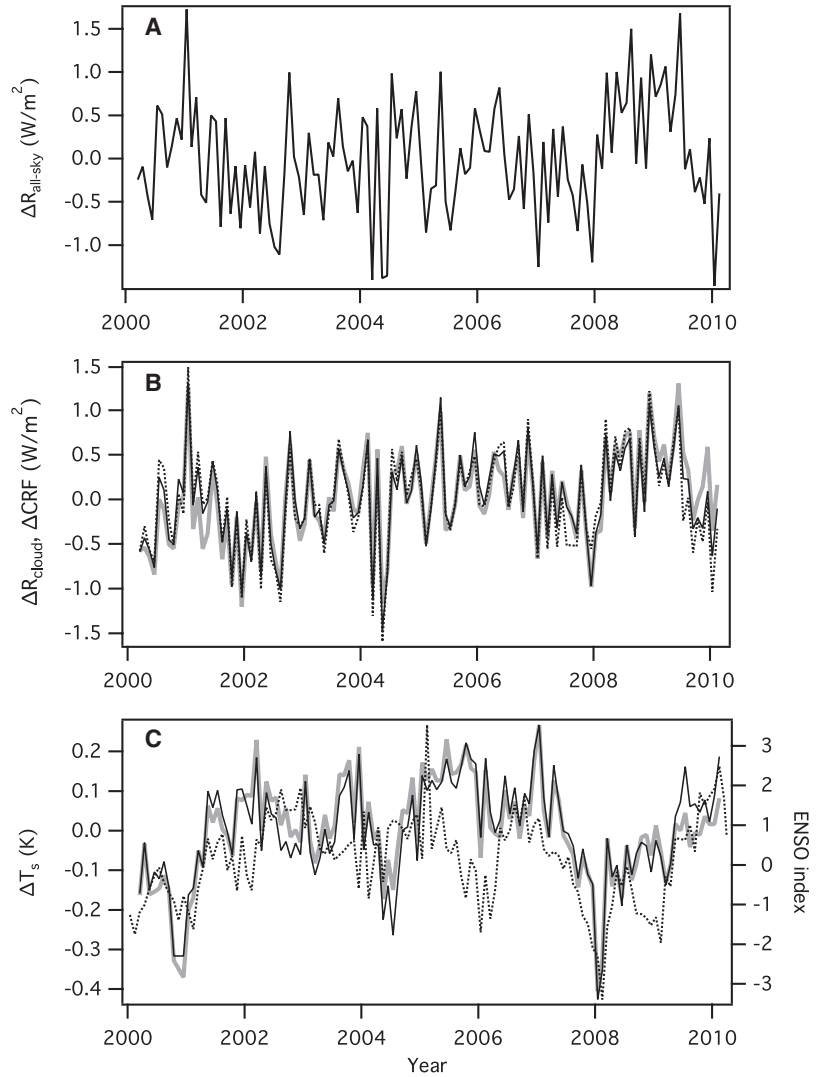 A
ΔR_all-sky (W/m²)
1.5
1.0
0.5
0.0
-0.5
-1.0
2000 2002 2004 2006 2008 2010
B
ΔR_cloud, ΔCRF (W/m²)
1.5
1.0
0.5
0.0
-0.5
-1.0
-1.5
2000 2002 2004 2006 2008 2010
C
ΔT_s (K)
0.2
0.1
0.0
-0.1
-0.2
-0.3
-0.4
3
2
1
0
-1
-2
-3
ENSO index
2000 2002 2004 2006 2008 2010
Year